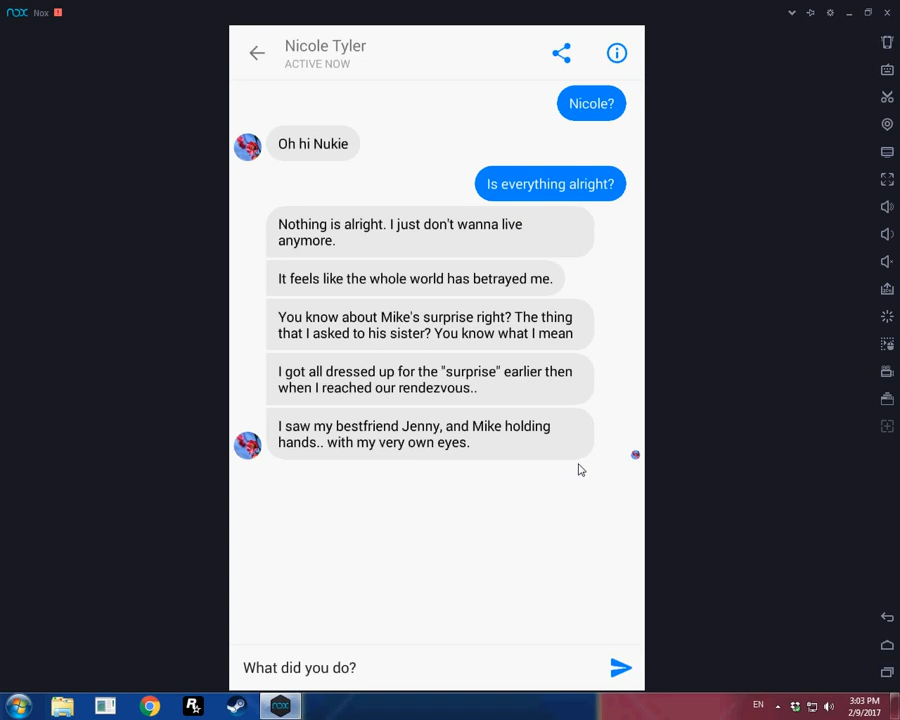 nox Nox
Nicole Tyler
ACTIVE NOW
Nicole?
Oh hi Nukie
Is everything alright?
Nothing is alright. I just don't wanna live
anymore.
It feels like the whole world has betrayed me.
You know about Mike's surprise right? The thing
that I asked to his sister? You know what I mean
I got all dressed up for the "surprise" earlier then
when I reached our rendezvous..
I saw my bestfriend Jenny, and Mike holding
hands.. with my very own eyes.
What did you do?
EN
3:03 PM
2/9/2017